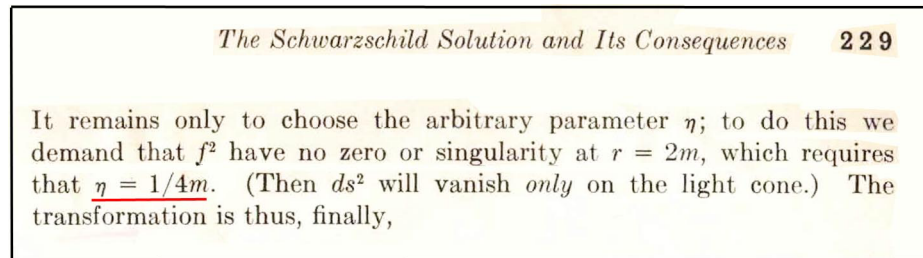 The Schwarzschild Solution and Its Consequences 229
It remains only to choose the arbitrary parameter η; to do this we
demand that f² have no zero or singularity at r = 2m, which requires
that η = 1/4m. (Then ds² will vanish only on the light cone.) The
transformation is thus, finally,